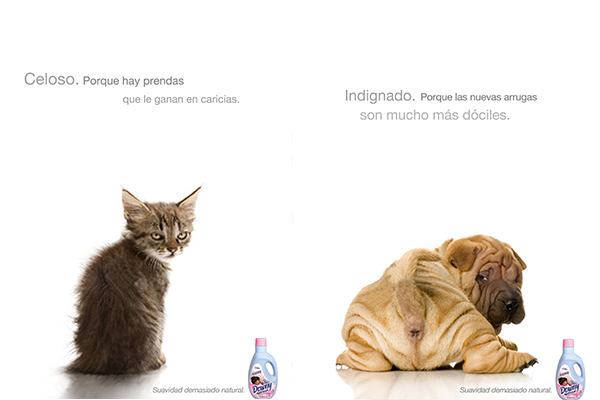 Celoso. Porque hay prendas
que le ganan en caricias.
Suavidad demasiado natural.
Downy
Indignado. Porque las nuevas arrugas
son mucho más dóciles.
Suavidad demasiado natural.
Downy